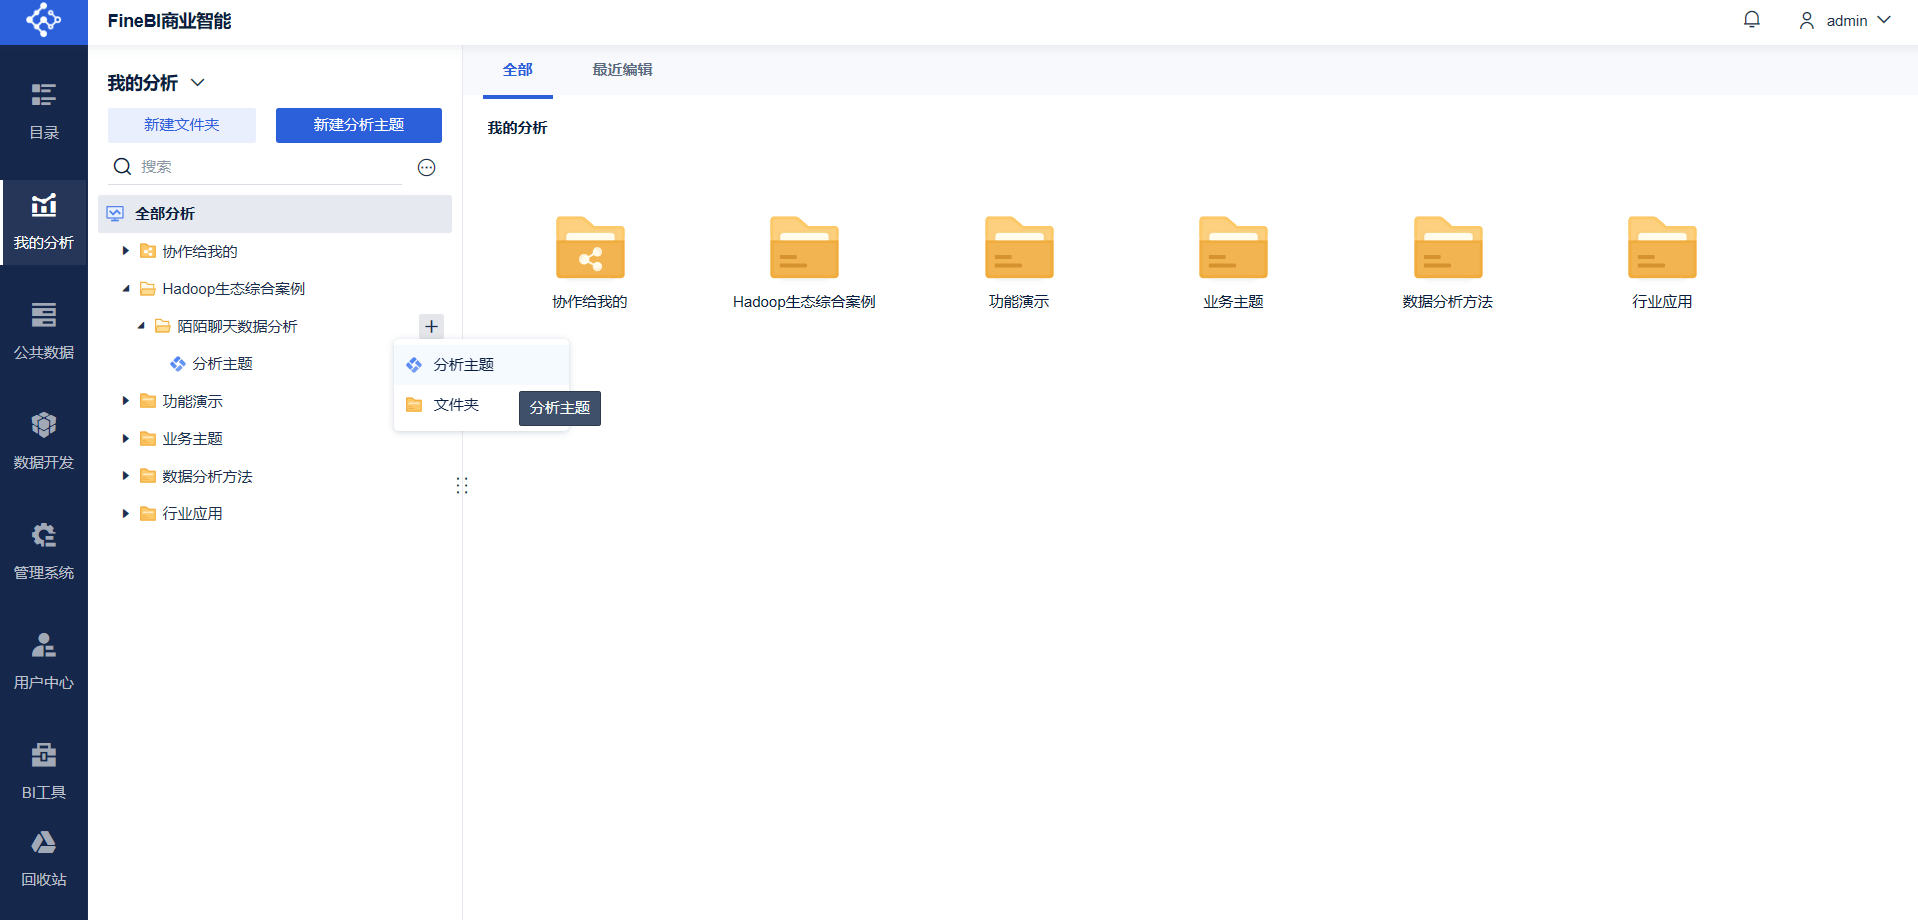 FineBI商业智能
admin
目录
我的分析
公共数据
数据开发
管理系统
用户中心
BI工具
回收站
我的分析
新建文件夹 新建分析主题
搜索
全部分析
协作给我的
Hadoop生态综合案例
陌陌聊天数据分析
分析主题
功能演示
业务主题
数据分析方法
行业应用
分析主题
文件夹
分析主题
全部 最近编辑
我的分析
协作给我的 Hadoop生态综合案例 功能演示 业务主题 数据分析方法 行业应用